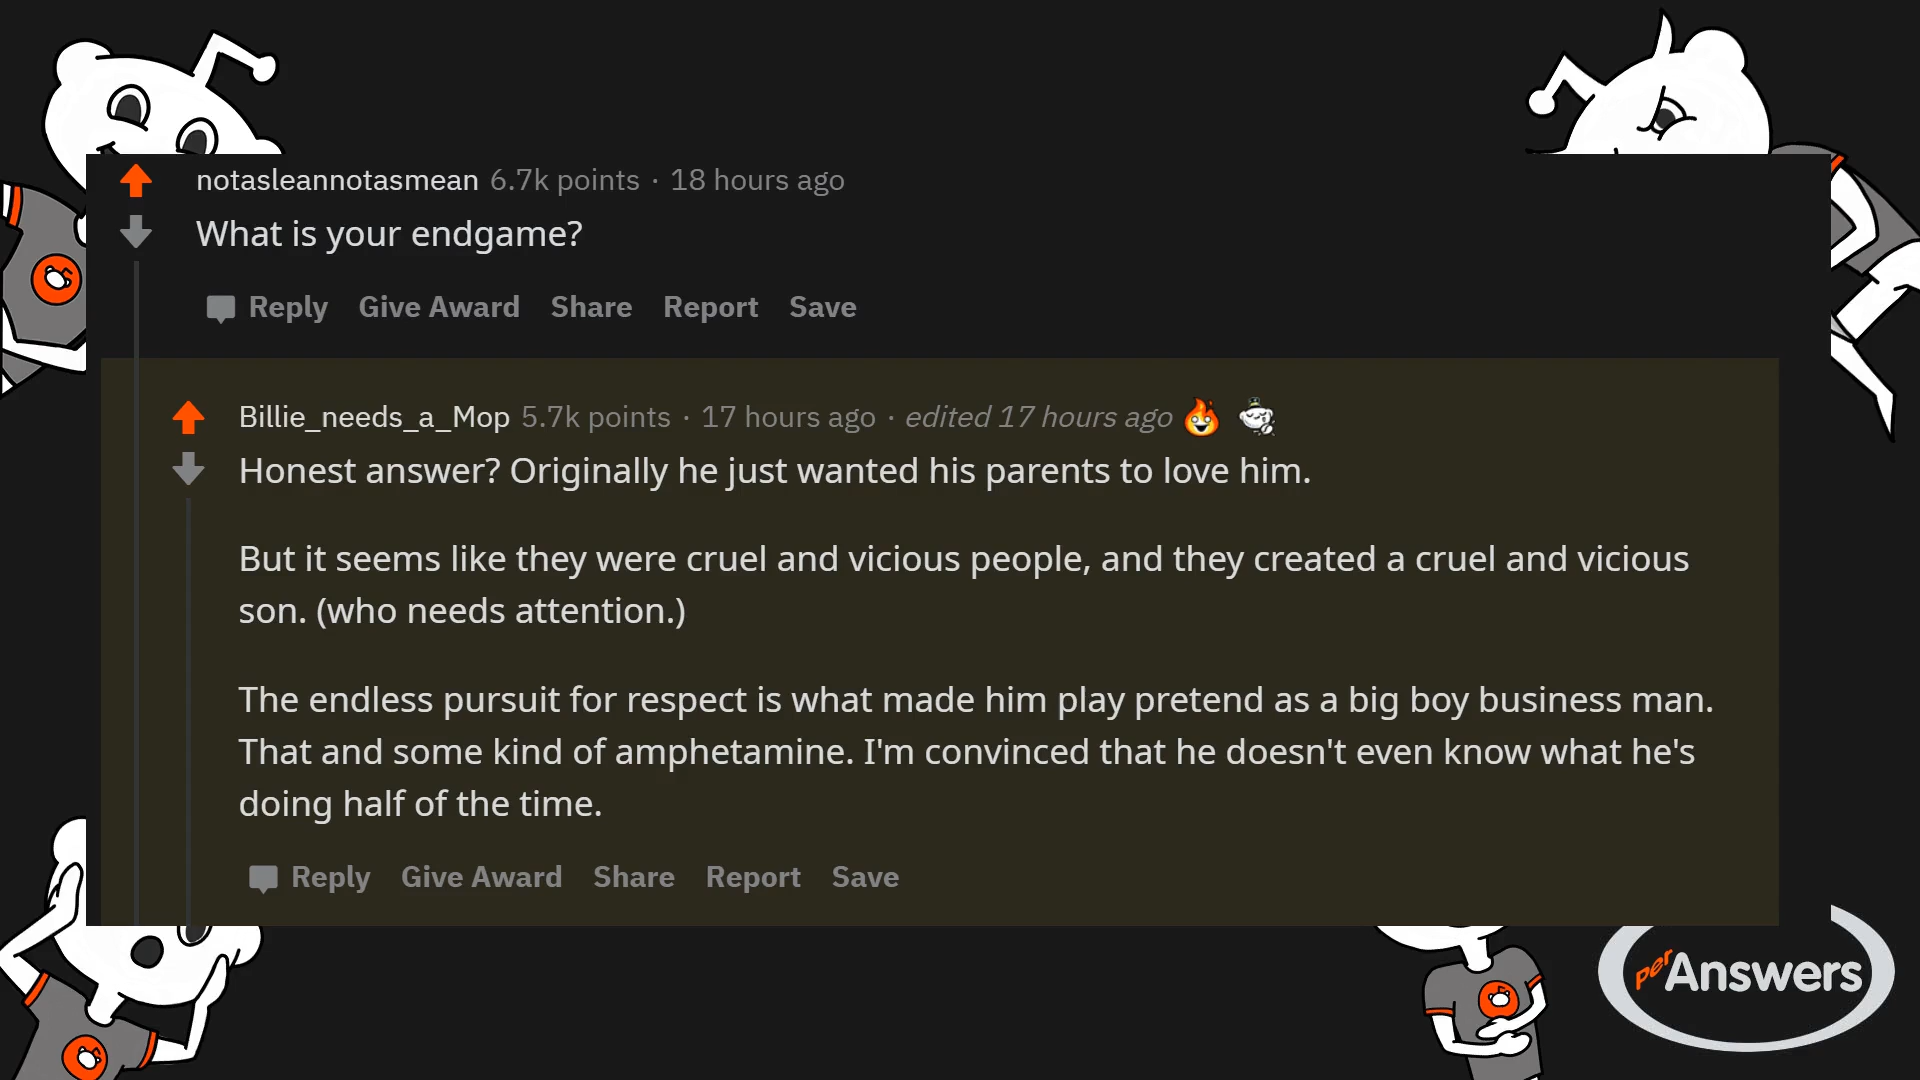 notasleannotasmean 6.7k points · 18 hours ago
What is your endgame?
Reply Give Award Share Report Save
Billie_needs_a_Mop 5.7k points · 17 hours ago · edited 17 hours ago
Honest answer? Originally he just wanted his parents to love him.
But it seems like they were cruel and vicious people, and they created a cruel and vicious
son. (who needs attention.)
The endless pursuit for respect is what made him play pretend as a big boy business man.
That and some kind of amphetamine. I'm convinced that he doesn't even know what he's
doing half of the time.
Reply Give Award Share Report Save
perAnswers